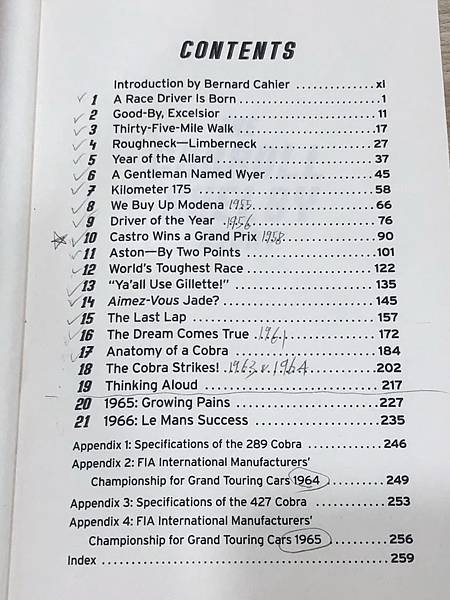 CONTENTS
Introduction by Bernard Cahier .............. xi
1 A Race Driver Is Born ........................ 1
2 Good-By, Excelsior ........................ 11
3 Thirty-Five-Mile Walk ........................ 17
4 Roughneck—Limberneck ........................ 27
5 Year of the Allard ........................ 37
6 A Gentleman Named Wyer ........................ 45
7 Kilometer 175 ........................ 58
8 We Buy Up Modena 1955 ........................ 66
9 Driver of the Year 1956 ........................ 76
10 Castro Wins a Grand Prix 1958 ........................ 90
11 Aston—By Two Points ........................ 101
12 World's Toughest Race ........................ 122
13 "Ya'all Use Gillette!" ........................ 135
14 Aimez-Vous Jade? ........................ 145
15 The Last Lap ........................ 157
16 The Dream Comes True 1961 ........................ 172
17 Anatomy of a Cobra ........................ 184
18 The Cobra Strikes! 1963 v. 1964 ........................ 202
19 Thinking Aloud ........................ 217
20 1965: Growing Pains ........................ 227
21 1966: Le Mans Success ........................ 235
Appendix 1: Specifications of the 289 Cobra .............. 246
Appendix 2: FIA International Manufacturers'
Championship for Grand Touring Cars 1964 .......... 249
Appendix 3: Specifications of the 427 Cobra .............. 253
Appendix 4: FIA International Manufacturers'
Championship for Grand Touring Cars 1965 .......... 256
Index ........................ 259